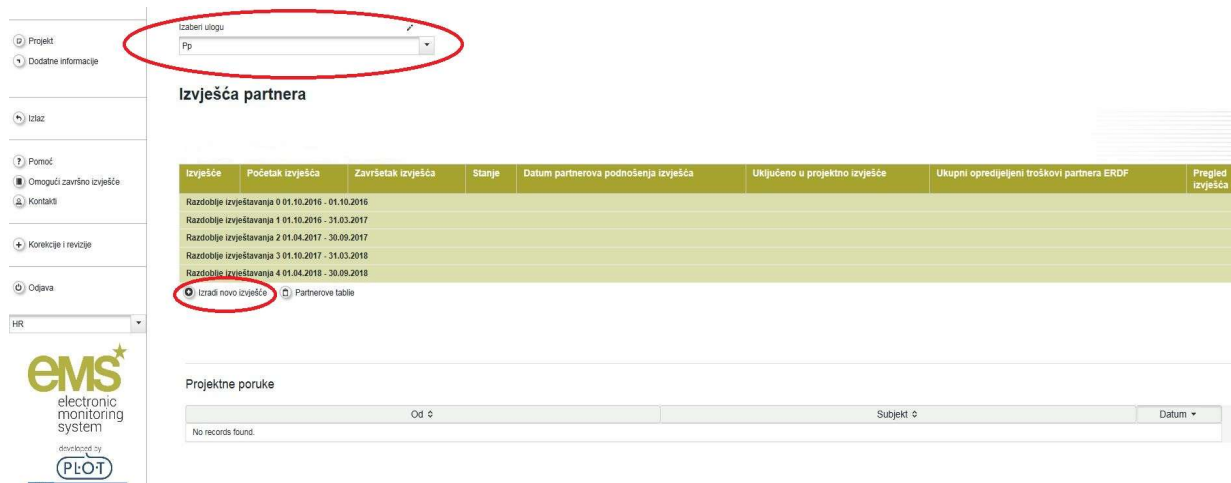 Projekt
Dodatne informacije
Izlaz
Pomoć
Omogući završno izvješće
Kontakti
Korekcije i revizije
Odjava
HR
eMS
electronic
monitoring
system
developed by
PLOT
Izaberi ulogu
Pp
Izvješća partnera
Izvješće Početak izvješća Završetak izvješća Stanje Datum partnerova podnošenja izvješća Uključeno u projektno izvješće Ukupni opredijeljeni troškovi partnera ERDF Pregled izvješća
Razdoblje izvještavanja 0 01.10.2016 - 01.10.2016
Razdoblje izvještavanja 1 01.10.2016 - 31.03.2017
Razdoblje izvještavanja 2 01.04.2017 - 30.09.2017
Razdoblje izvještavanja 3 01.10.2017 - 31.03.2018
Razdoblje izvještavanja 4 01.04.2018 - 30.09.2018
Izradi novo izvješće Partnerove tablie
Projektne poruke
Od Subjekt Datum
No records found.